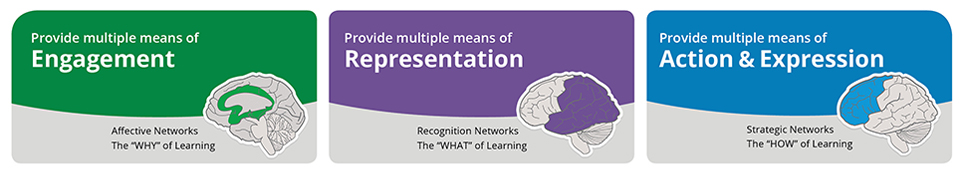 Provide multiple means of
Engagement
Affective Networks
The “WHY” of Learning
Provide multiple means of
Representation
Recognition Networks
The “WHAT” of Learning
Provide multiple means of
Action & Expression
Strategic Networks
The “HOW” of Learning